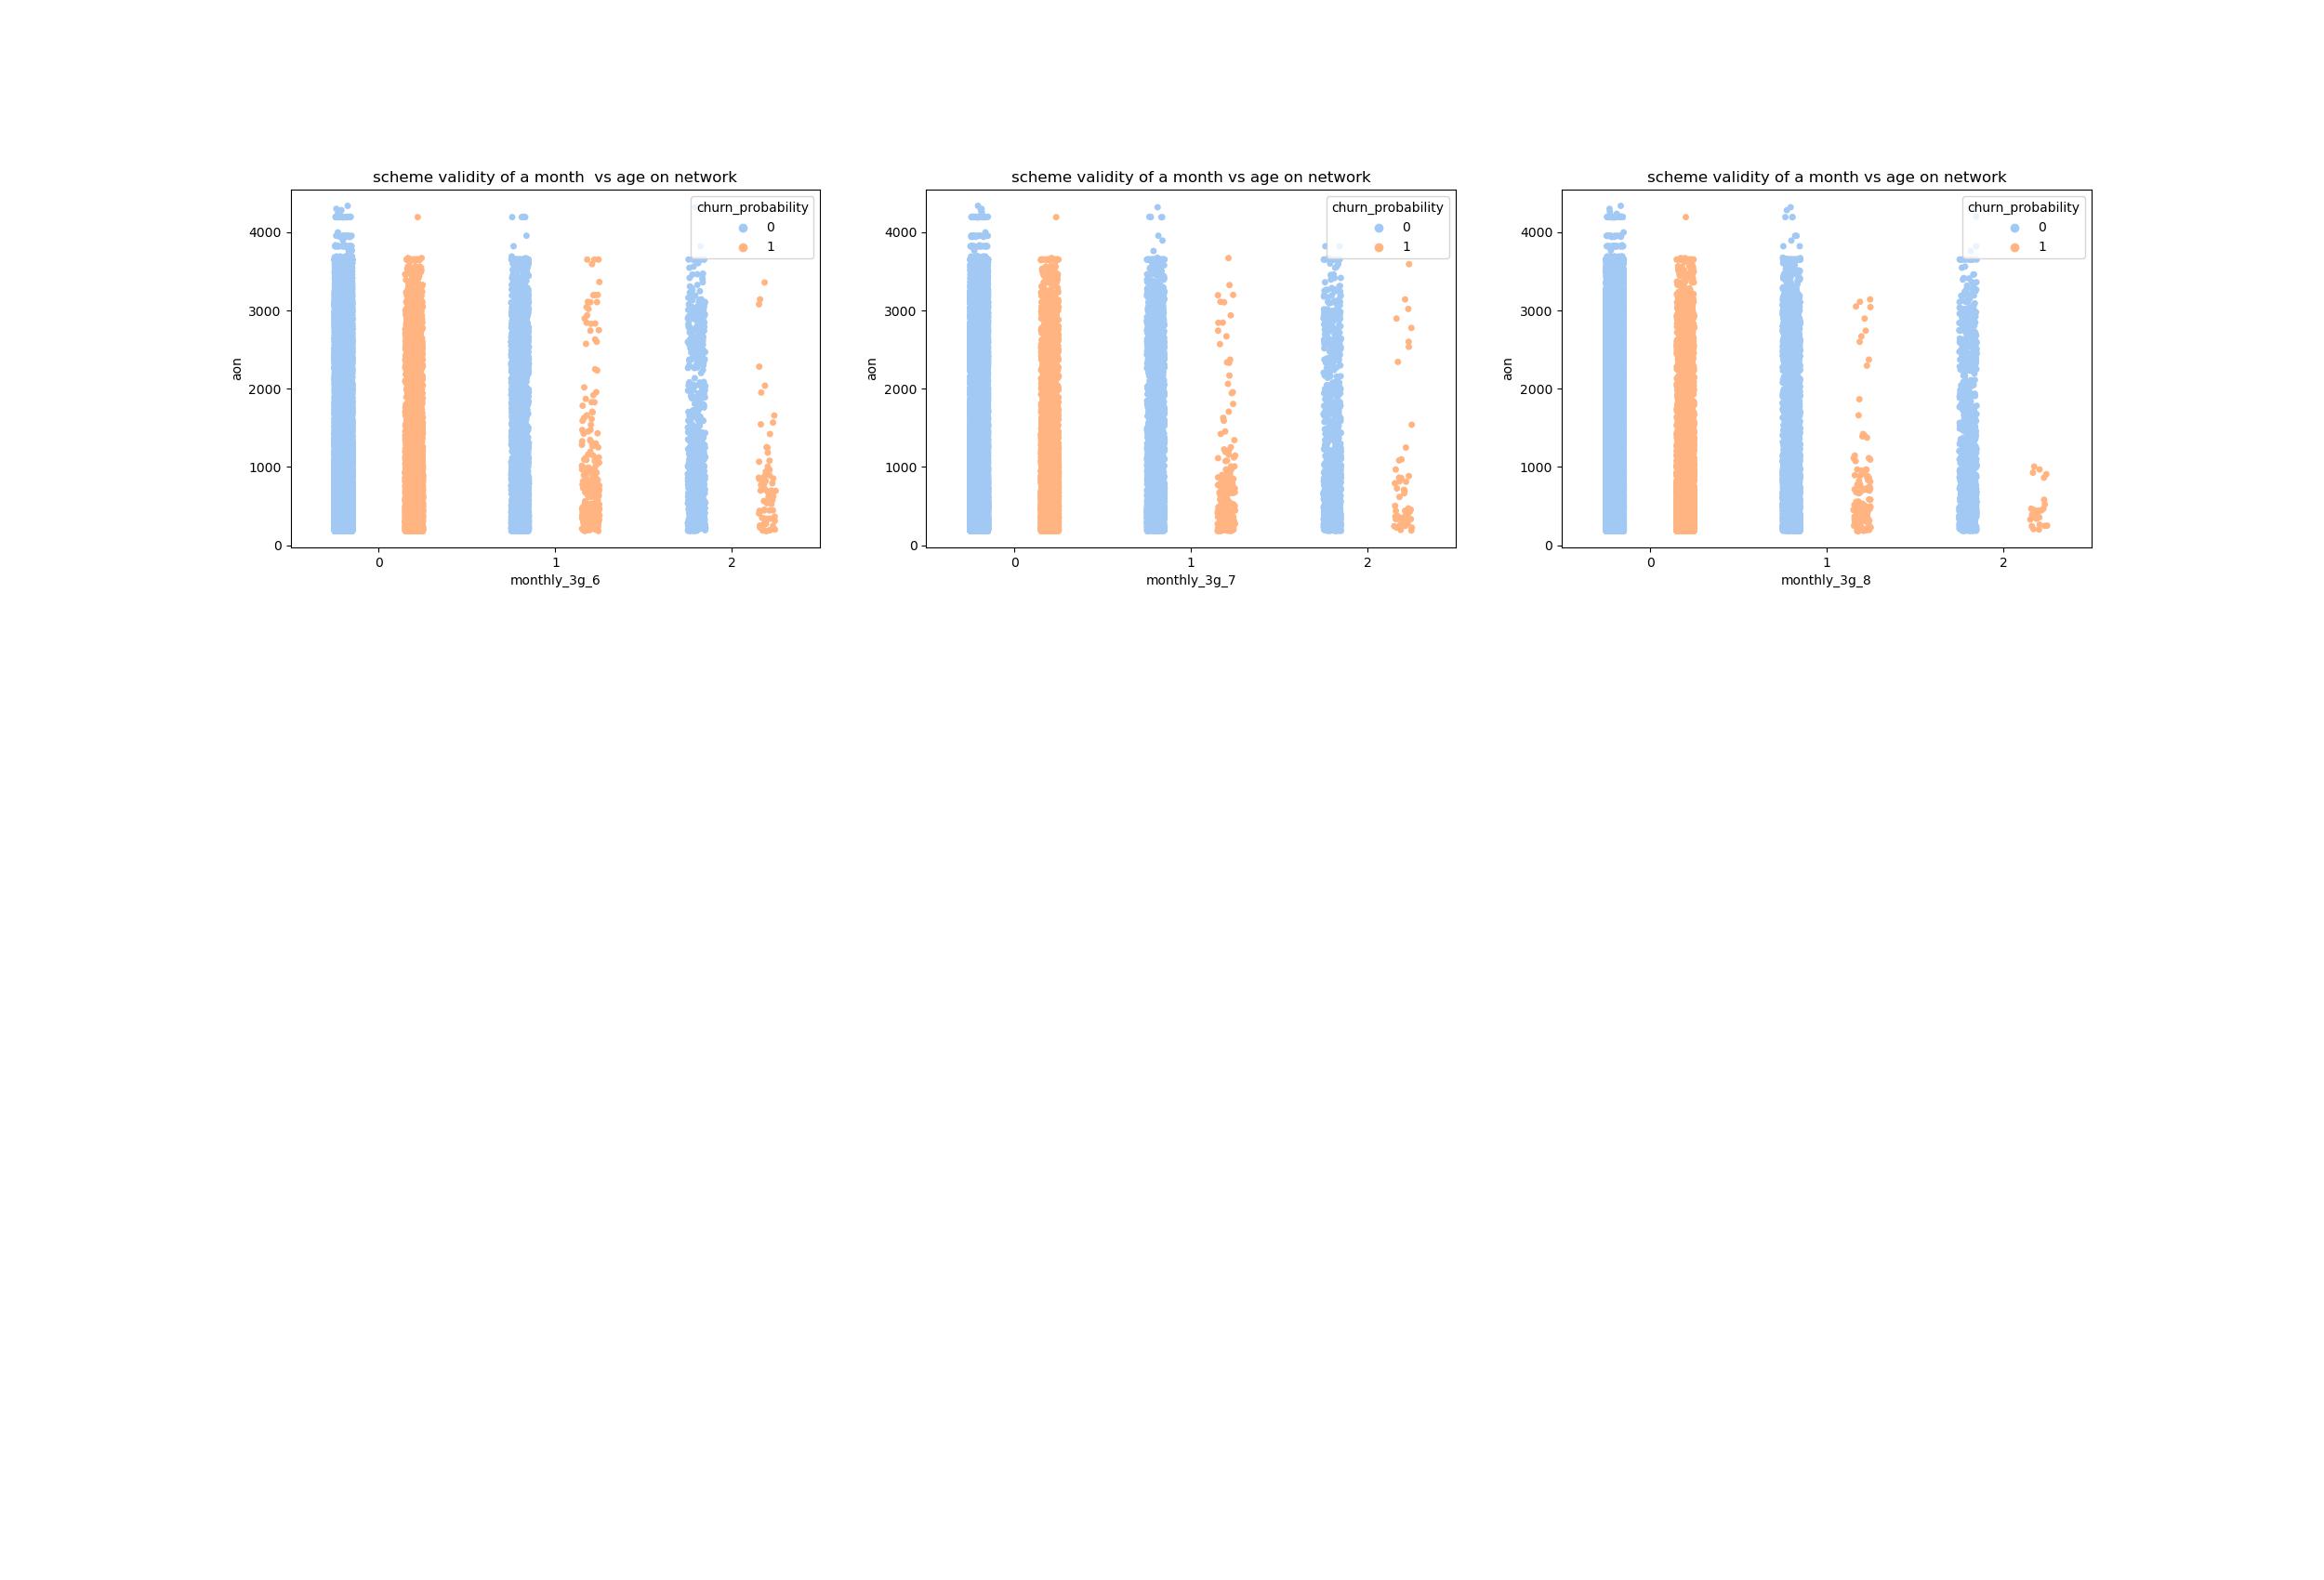 scheme validity of a month  vs age on network
churn_probability
0
1
4000
3000
2000
1000
0
aon
0 1 2
monthly_3g_6
scheme validity of a month vs age on network
churn_probability
0
1
4000
3000
2000
1000
0
aon
0 1 2
monthly_3g_7
scheme validity of a month vs age on network
churn_probability
0
1
4000
3000
2000
1000
0
aon
0 1 2
monthly_3g_8